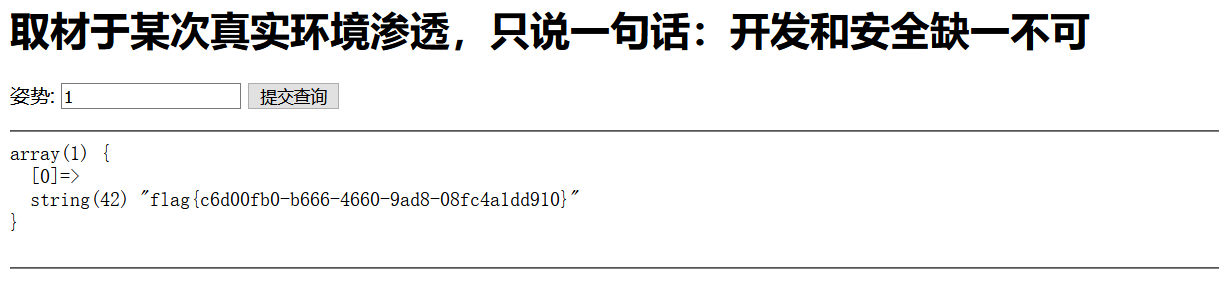 取材于某次真实环境渗透，只说一句话：开发和安全缺一不可
姿势: 1 提交查询
array(1) {
[0]=>
string(42) "flag{c6d00fb0-b666-4660-9ad8-08fc4a1dd910}"
}